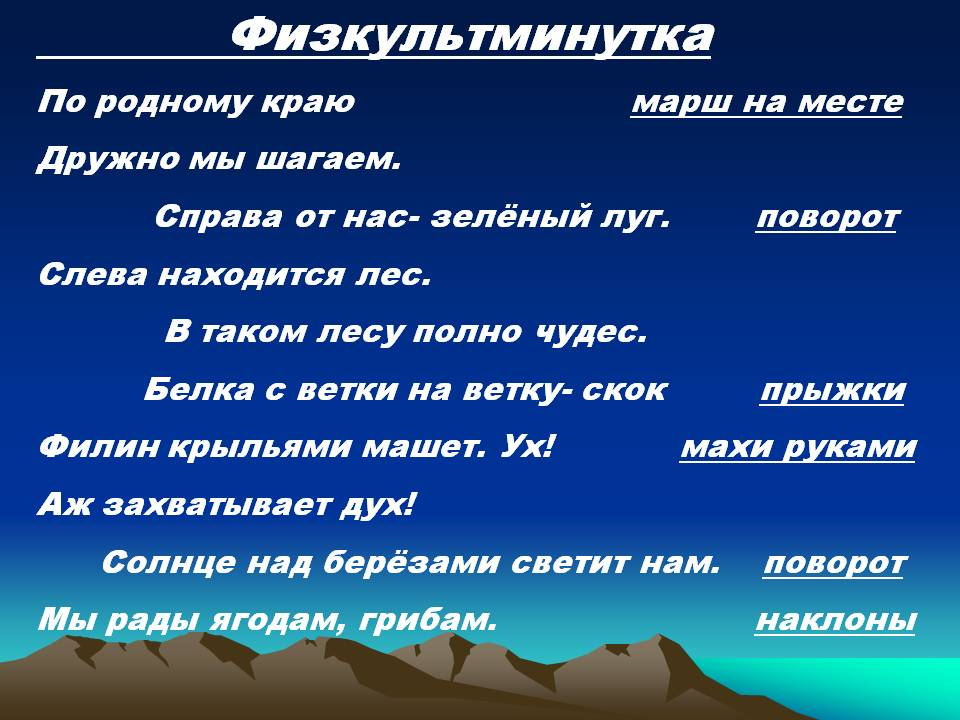 Физкультминутка
По родному краю марш на месте
Дружно мы шагаем.
Справа от нас- зелёный луг. поворот
Слева находится лес.
В таком лесу полно чудес.
Белка с ветки на ветку- скок прыжки
Филин крыльями машет. Ух! махи руками
Аж захватывает дух!
Солнце над берёзами светит нам. поворот
Мы рады ягодам, грибам. наклоны